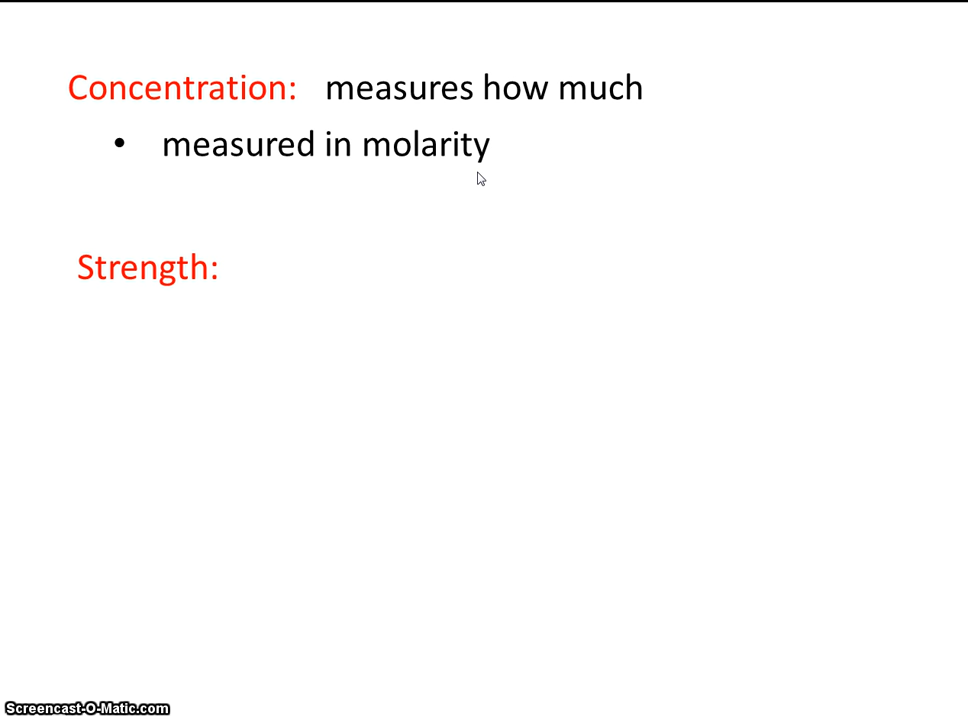 Concentration: measures how much
• measured in molarity
Strength:
Screencast-O-Matic.com